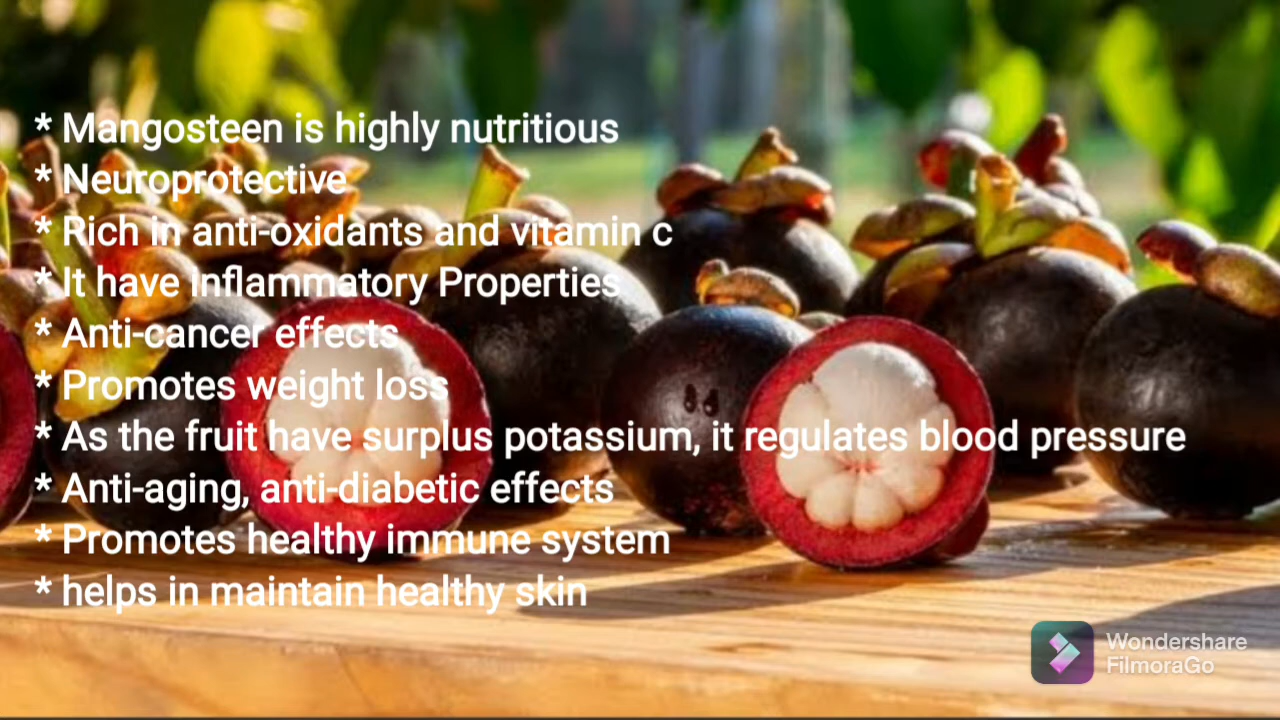 * Mangosteen is highly nutritious
* Neuroprotective
* Rich in anti-oxidants and vitamin c
* It have inflammatory Properties
* Anti-cancer effects
* Promotes weight loss
* As the fruit have surplus potassium, it regulates blood pressure
* Anti-aging, anti-diabetic effects
* Promotes healthy immune system
* helps in maintain healthy skin
Wondershare
FilmoraGo